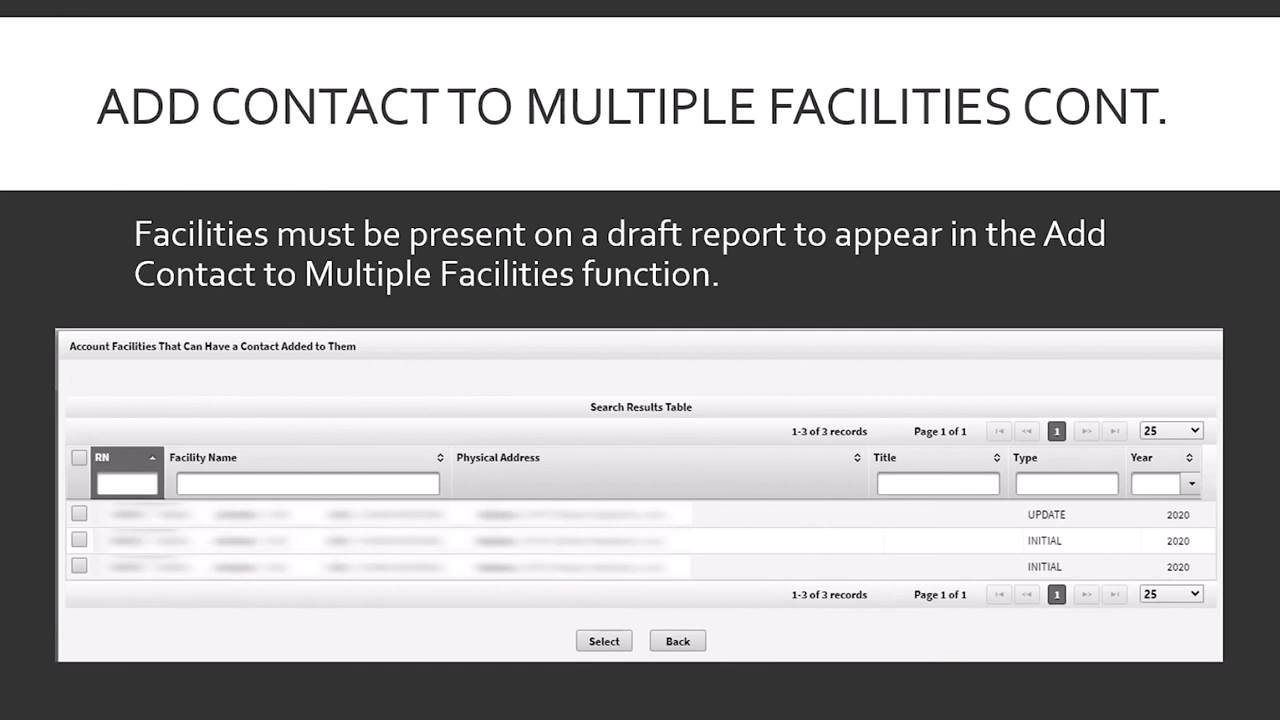 ADD CONTACT TO MULTIPLE FACILITIES CONT.
Facilities must be present on a draft report to appear in the Add
Contact to Multiple Facilities function.
Account Facilities That Can Have a Contact Added to Them
Search Results Table
1-3 of 3 records Page 1 of 1 1 25
RN Facility Name Physical Address Title Type Year
UPDATE 2020
INITIAL 2020
INITIAL 2020
1-3 of 3 records Page 1 of 1 1 25
Select Back